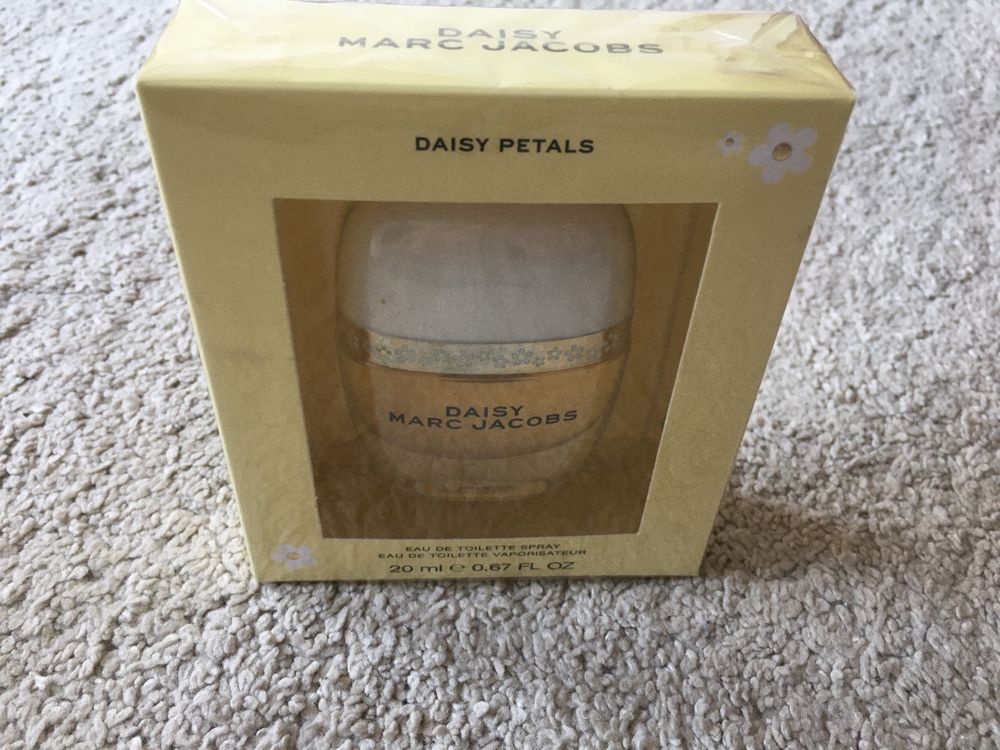 DAISY
MARC JACOBS
DAISY PETALS
DAISY
MARC JACOBS
EAU DE TOILETTE SPRAY
EAU DE TOILETTE VAPORISATEUR
20 ml e 0.67 FL OZ